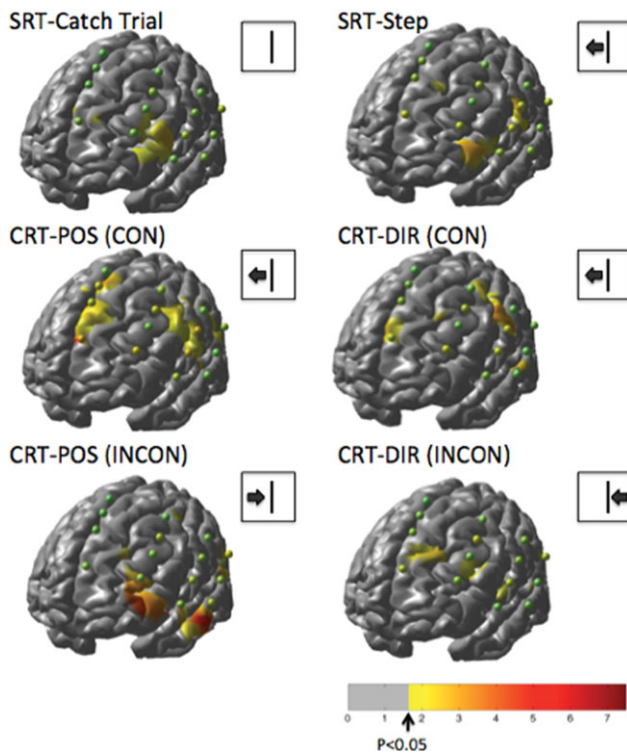 SRT-Catch Trial
SRT-Step
CRT-POS (CON)
CRT-DIR (CON)
CRT-POS (INCON)
CRT-DIR (INCON)
0 1 2 3 4 5 6 7
P<0.05